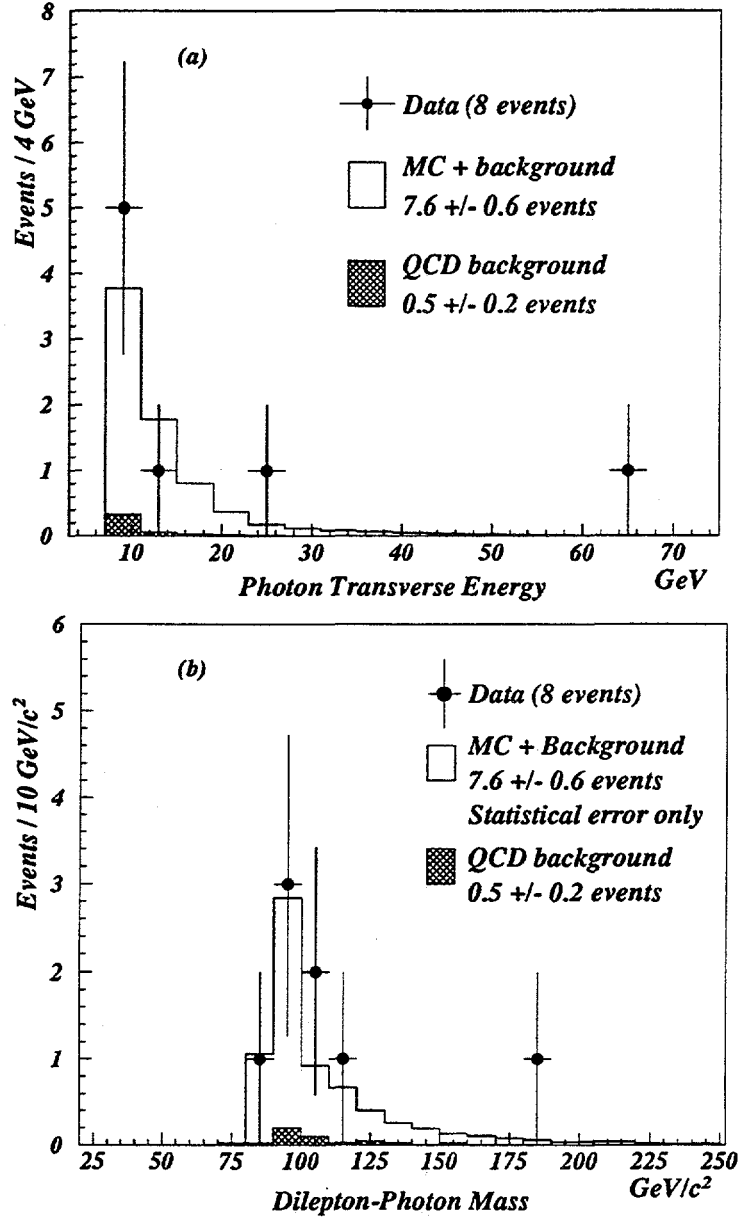 (a)
Events / 4 GeV
8
7
6
5
4
3
2
1
0
Data (8 events)
MC + background
7.6 +/- 0.6 events
QCD background
0.5 +/- 0.2 events
10 20 30 40 50 60 70
Photon Transverse Energy GeV
(b)
Events / 10 GeV/c²
6
5
4
3
2
1
0
Data (8 events)
MC + Background
7.6 +/- 0.6 events
Statistical error only
QCD background
0.5 +/- 0.2 events
25 50 75 100 125 150 175 200 225 250
GeV/c²
Dilepton-Photon Mass